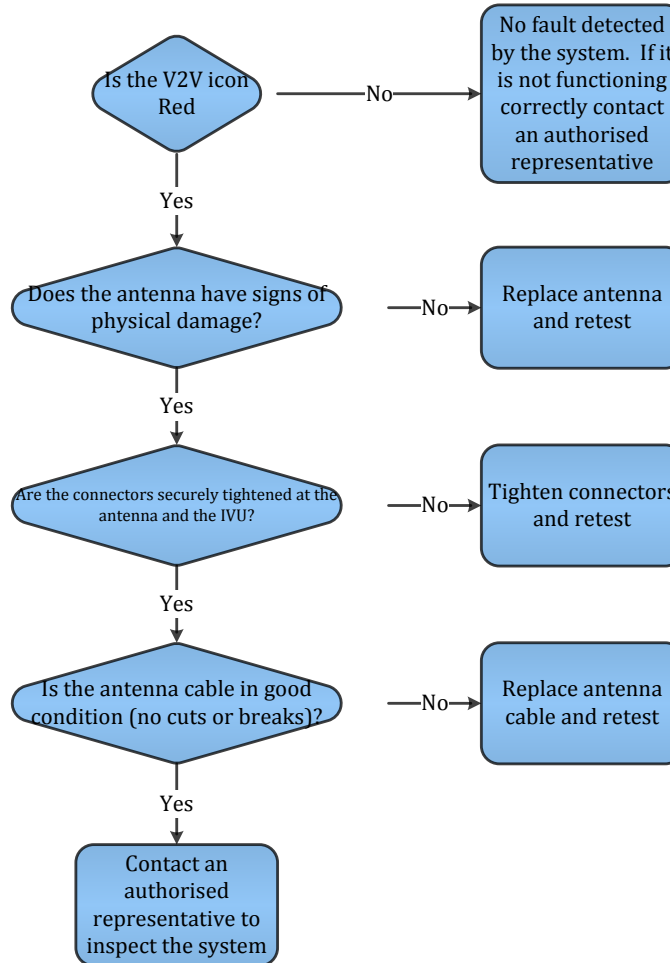 Is the V2V icon
Red
No
No fault detected
by the system. If it
is not functioning
correctly contact
an authorised
representative
Yes
Does the antenna have signs of
physical damage?
No
Replace antenna
and retest
Yes
Are the connectors securely tightened at the
antenna and the IVU?
No
Tighten connectors
and retest
Yes
Is the antenna cable in good
condition (no cuts or breaks)?
No
Replace antenna
cable and retest
Yes
Contact an
authorised
representative to
inspect the system